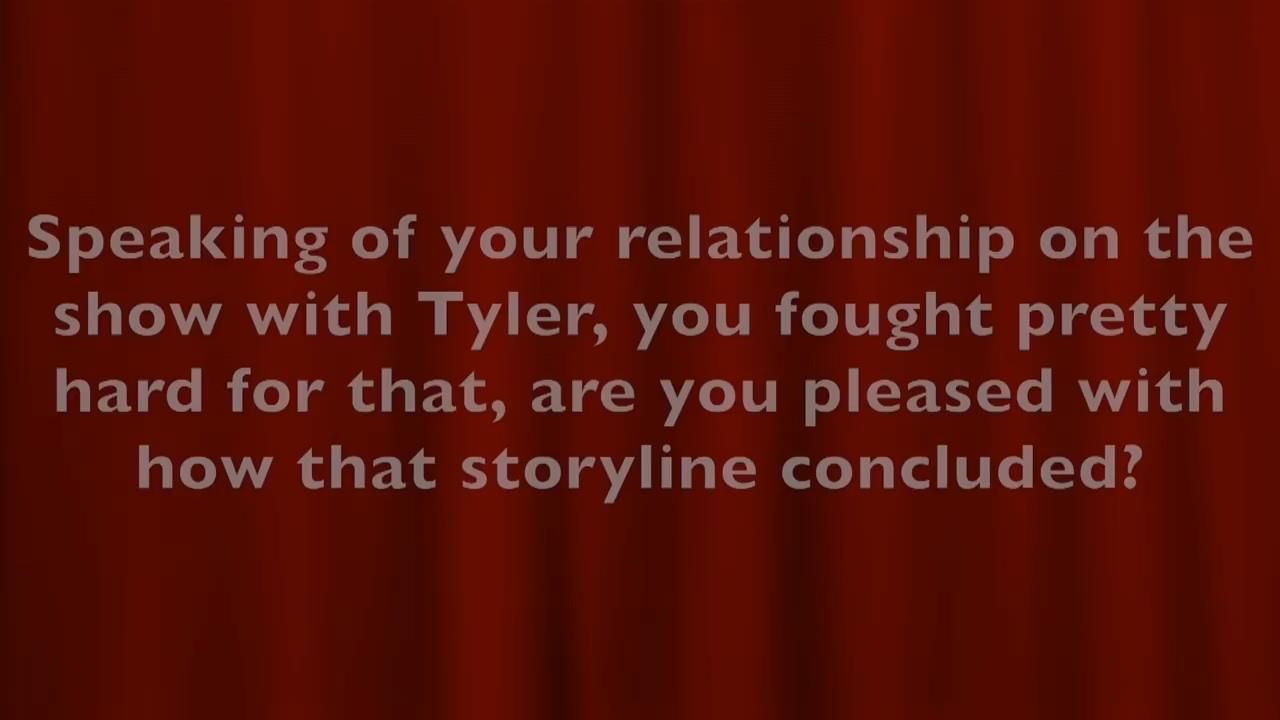 Speaking of your relationship on the
show with Tyler, you fought pretty
hard for that, are you pleased with
how that storyline concluded?